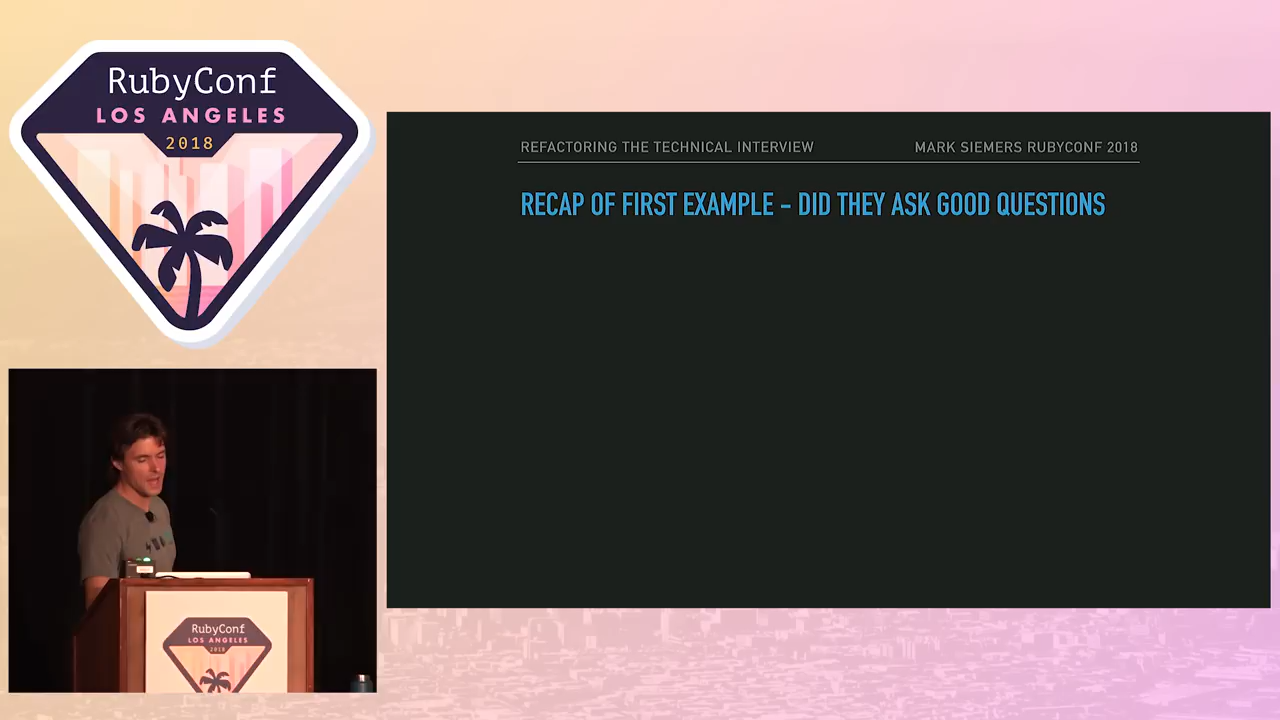 RubyConf
LOS ANGELES
2018
REFACTORING THE TECHNICAL INTERVIEW
MARK SIEMERS RUBYCONF 2018
RECAP OF FIRST EXAMPLE - DID THEY ASK GOOD QUESTIONS
RubyConf
LOS ANGELES
2018